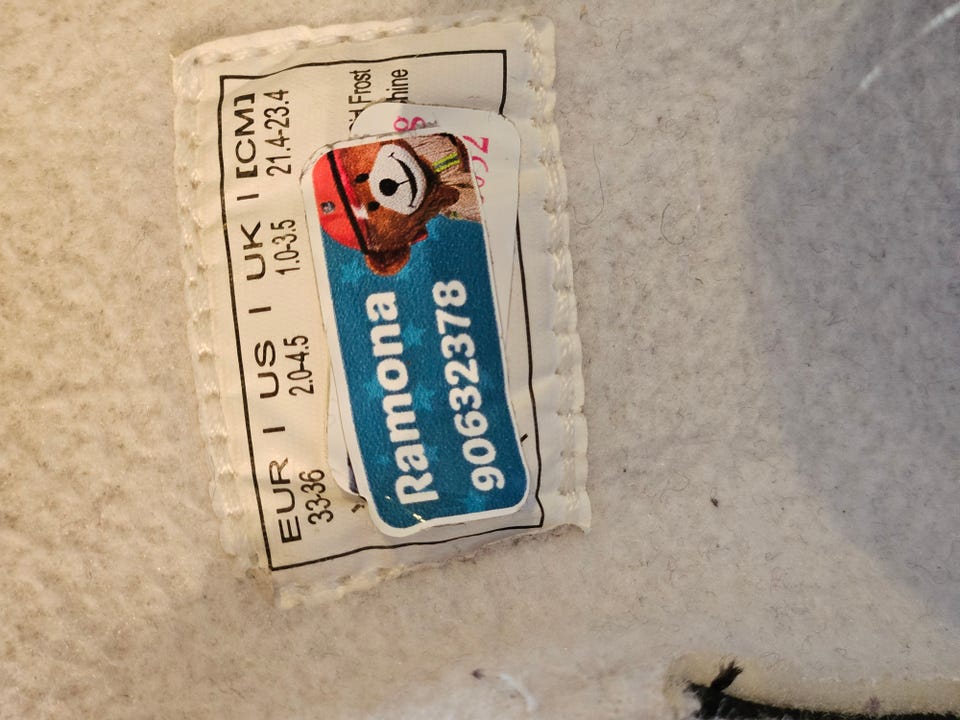 EUR | US | UK | [CM]
33-36 2.0-4.5 1.0-3.5 21.4-23.4
Frost
Ramona
90632378